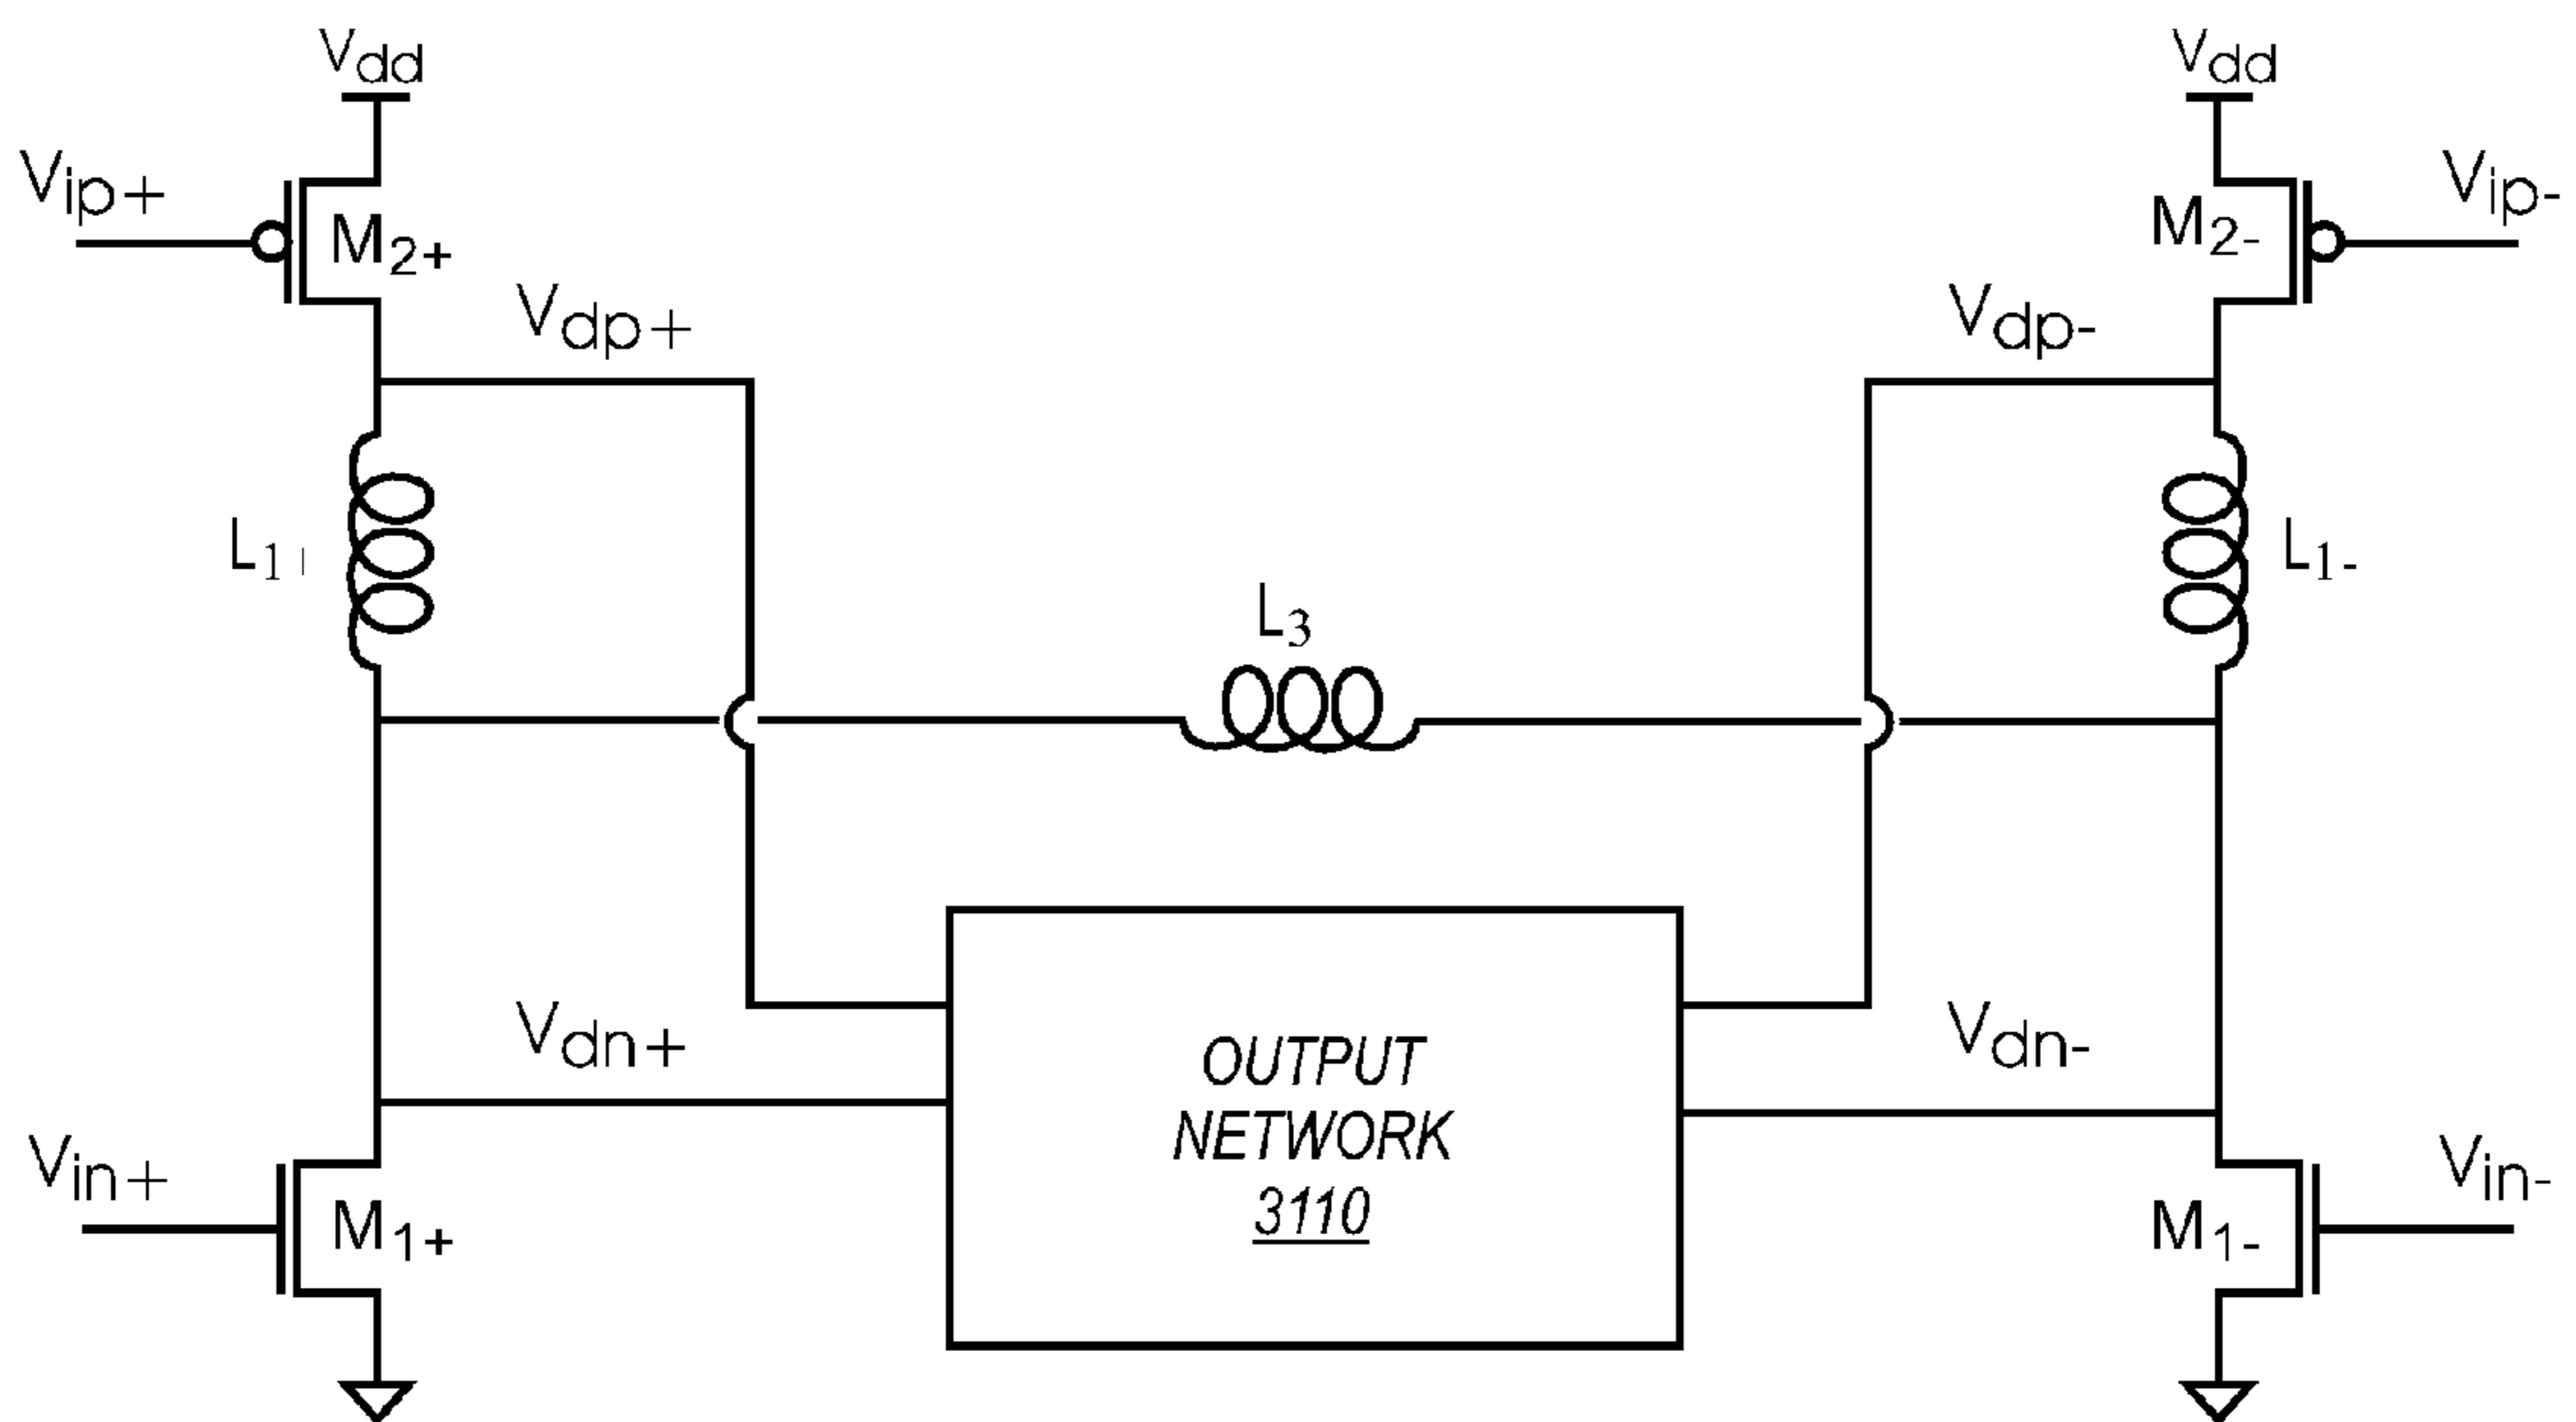 Vdd
Vdd
Vip+
Vip-
M2+
M2-
Vdp+
Vdp-
L1+
L1-
L3
Vdn+
Vdn-
OUTPUT
NETWORK
3110
Vin+
Vin-
M1+
M1-